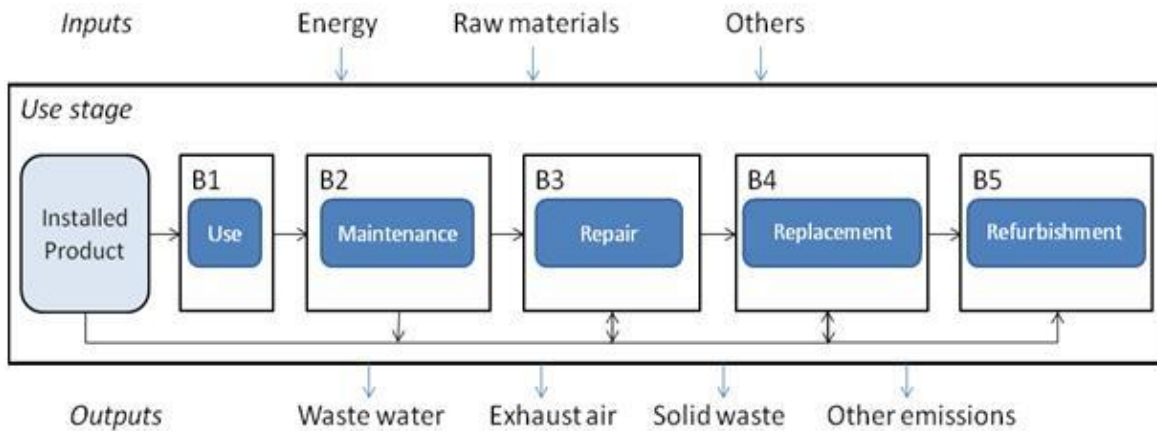 Inputs Energy Raw materials Others
Use stage
B1 B2 B3 B4 B5
Installed
Product
Use Maintenance Repair Replacement Refurbishment
Outputs Waste water Exhaust air Solid waste Other emissions